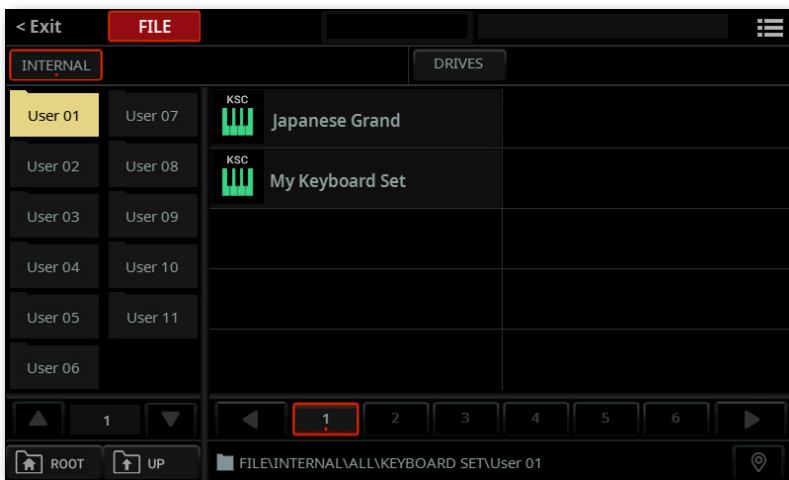 < Exit FILE
INTERNAL DRIVES
User 01 User 07 KSC Japanese Grand
User 02 User 08 KSC My Keyboard Set
User 03 User 09
User 04 User 10
User 05 User 11
User 06
1 1 2 3 4 5 6
ROOT UP FILE\INTERNAL\ALL\KEYBOARD SET\User 01